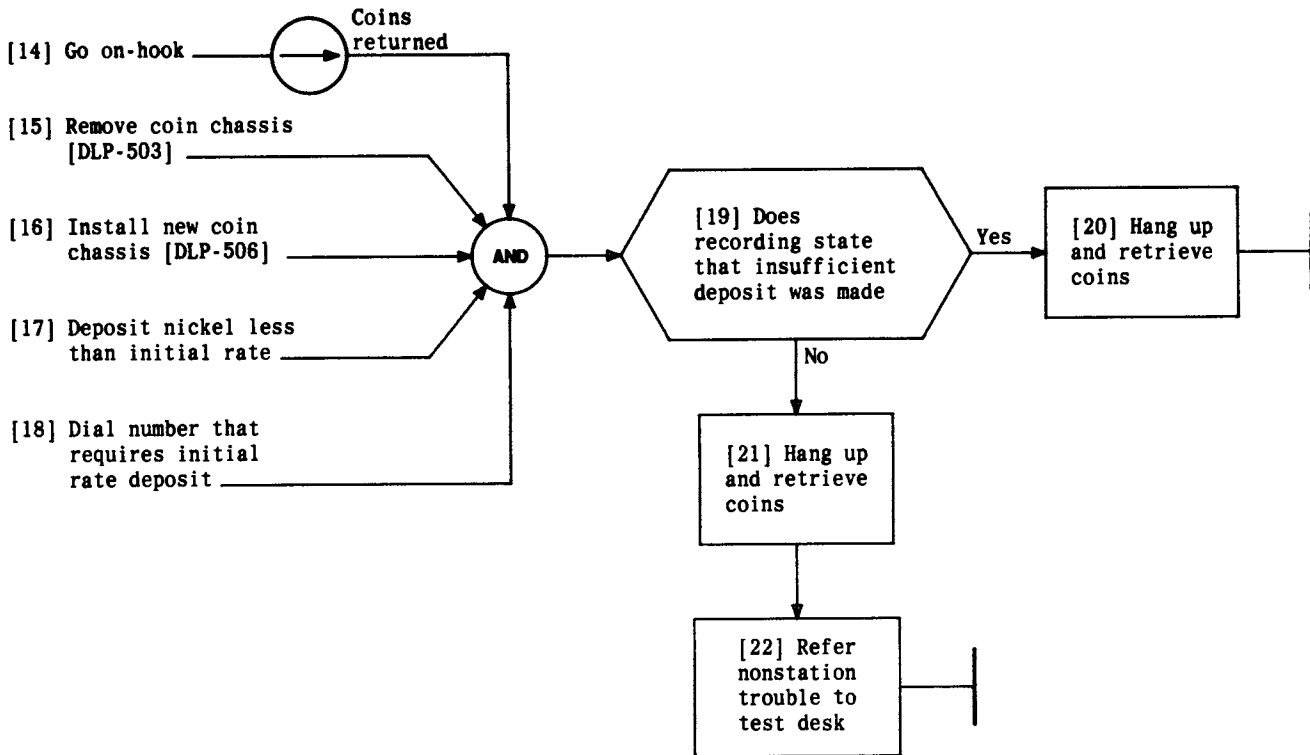 [14] Go on-hook
Coins
returned
[15] Remove coin chassis
[DLP-503]
[16] Install new coin
chassis [DLP-506]
[17] Deposit nickel less
than initial rate
[18] Dial number that
requires initial
rate deposit
AND
[19] Does
recording state
that insufficient
deposit was made
Yes
[20] Hang up
and retrieve
coins
No
[21] Hang up
and retrieve
coins
[22] Refer
nonstation
trouble to
test desk